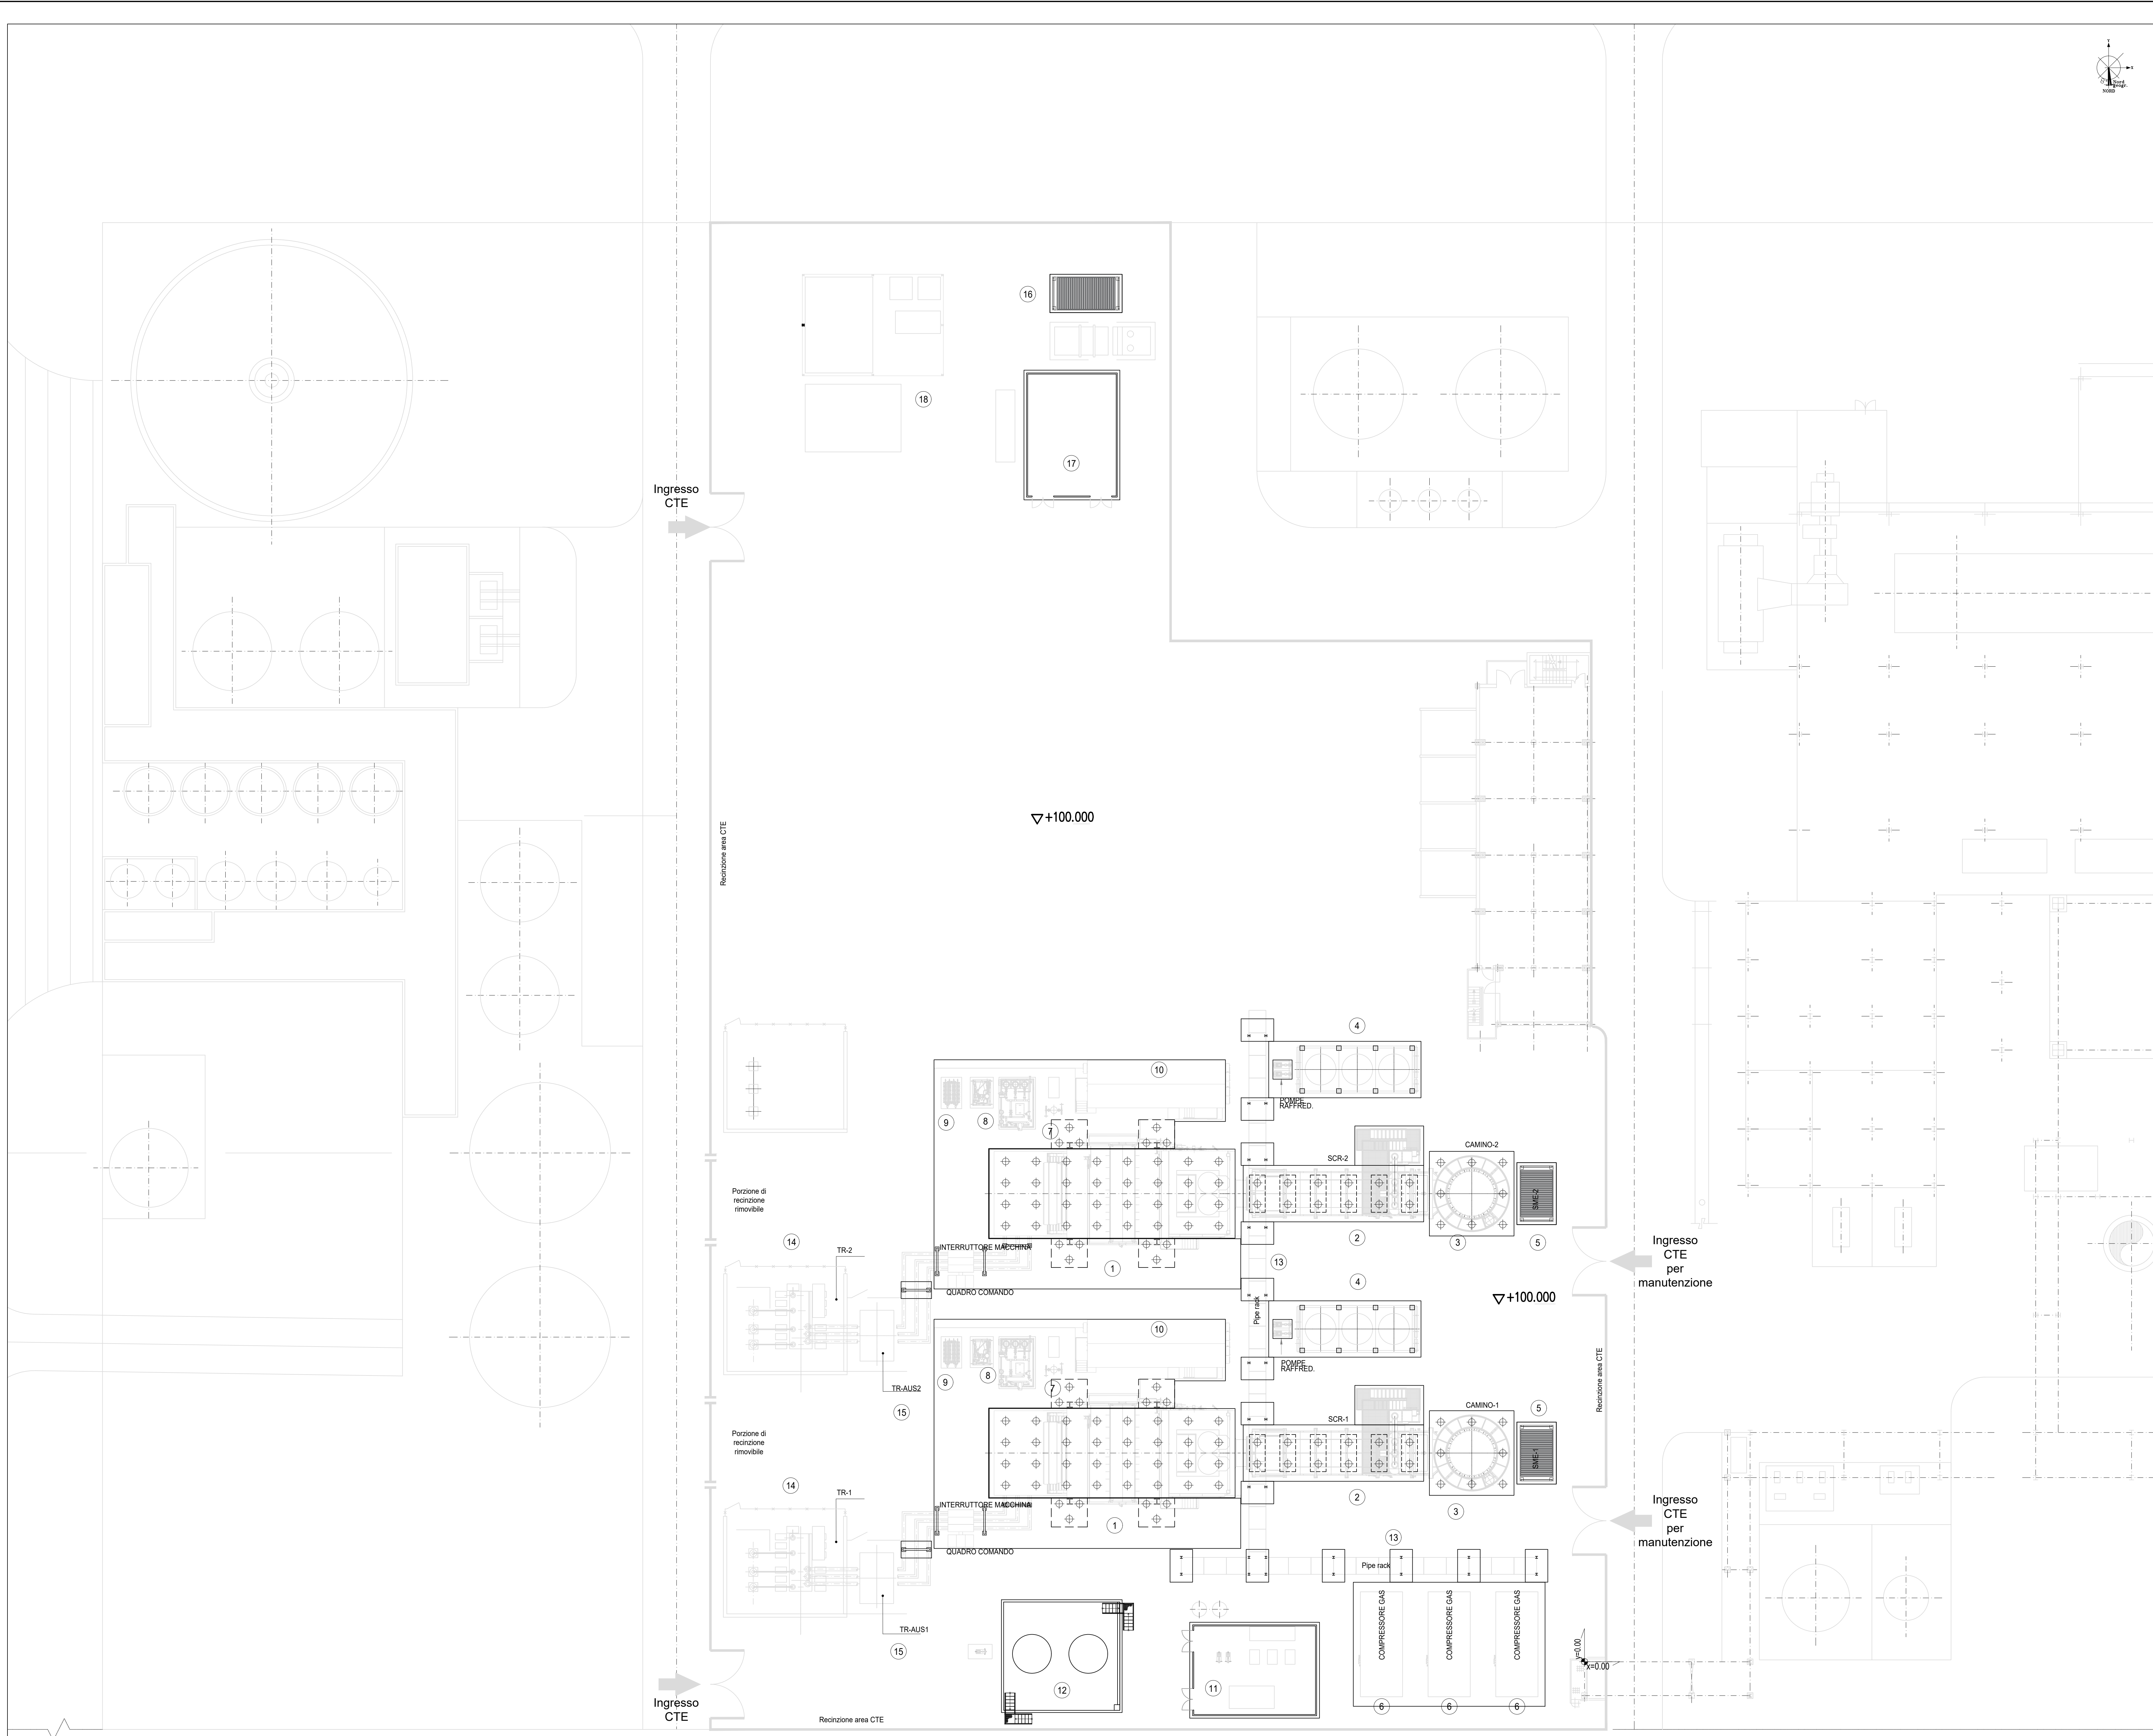 Y
X
Nord
geogr.
NORD
16
18
17
Ingresso
CTE
+100.000
Recinzione area CTE
4
10
POMPE
RAFFRED.
9
8
7
CAMINO-2
SCR-2
SME-2
Porzione di
recinzione
rimovibile
14
TR-2
INTERRUTTORE MACCHINA
2
3
5
Ingresso
CTE
per
manutenzione
13
1
4
QUADRO COMANDO
+100.000
Pipe rack
10
POMPE
RAFFRED.
9
8
7
TR-AUS2
15
Recinzione area CTE
CAMINO-1
5
SCR-1
SME-1
Porzione di
recinzione
rimovibile
14
TR-1
INTERRUTTORE MACCHINA
2
3
Ingresso
CTE
per
manutenzione
1
13
QUADRO COMANDO
Pipe rack
COMPRESSORE GAS
COMPRESSORE GAS
COMPRESSORE GAS
TR-AUS1
15
y=0.00
x=0.00
12
11
6
6
6
Ingresso
CTE
Recinzione area CTE